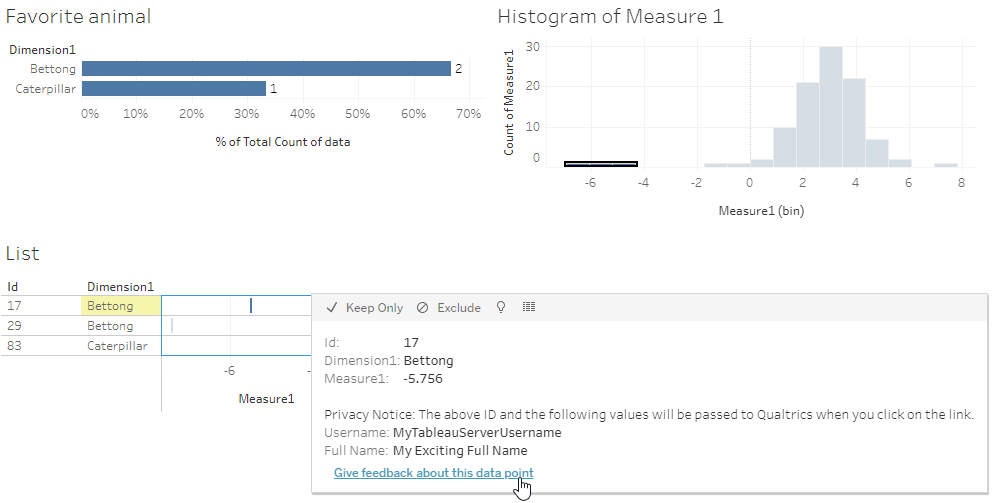 Favorite animal
Dimension1
Bettong 2
Caterpillar 1
0% 10% 20% 30% 40% 50% 60% 70%
% of Total Count of data
Histogram of Measure 1
Count of Measure1
30
20
10
0
-6 -4 -2 0 2 4 6 8
Measure1 (bin)
List
Id Dimension1
17 Bettong
29 Bettong
83 Caterpillar
-6
Measure1
Keep Only Exclude
Id: 17
Dimension1: Bettong
Measure1: -5.756
Privacy Notice: The above ID and the following values will be passed to Qualtrics when you click on the link.
Username: MyTableauServerUsername
Full Name: My Exciting Full Name
Give feedback about this data point